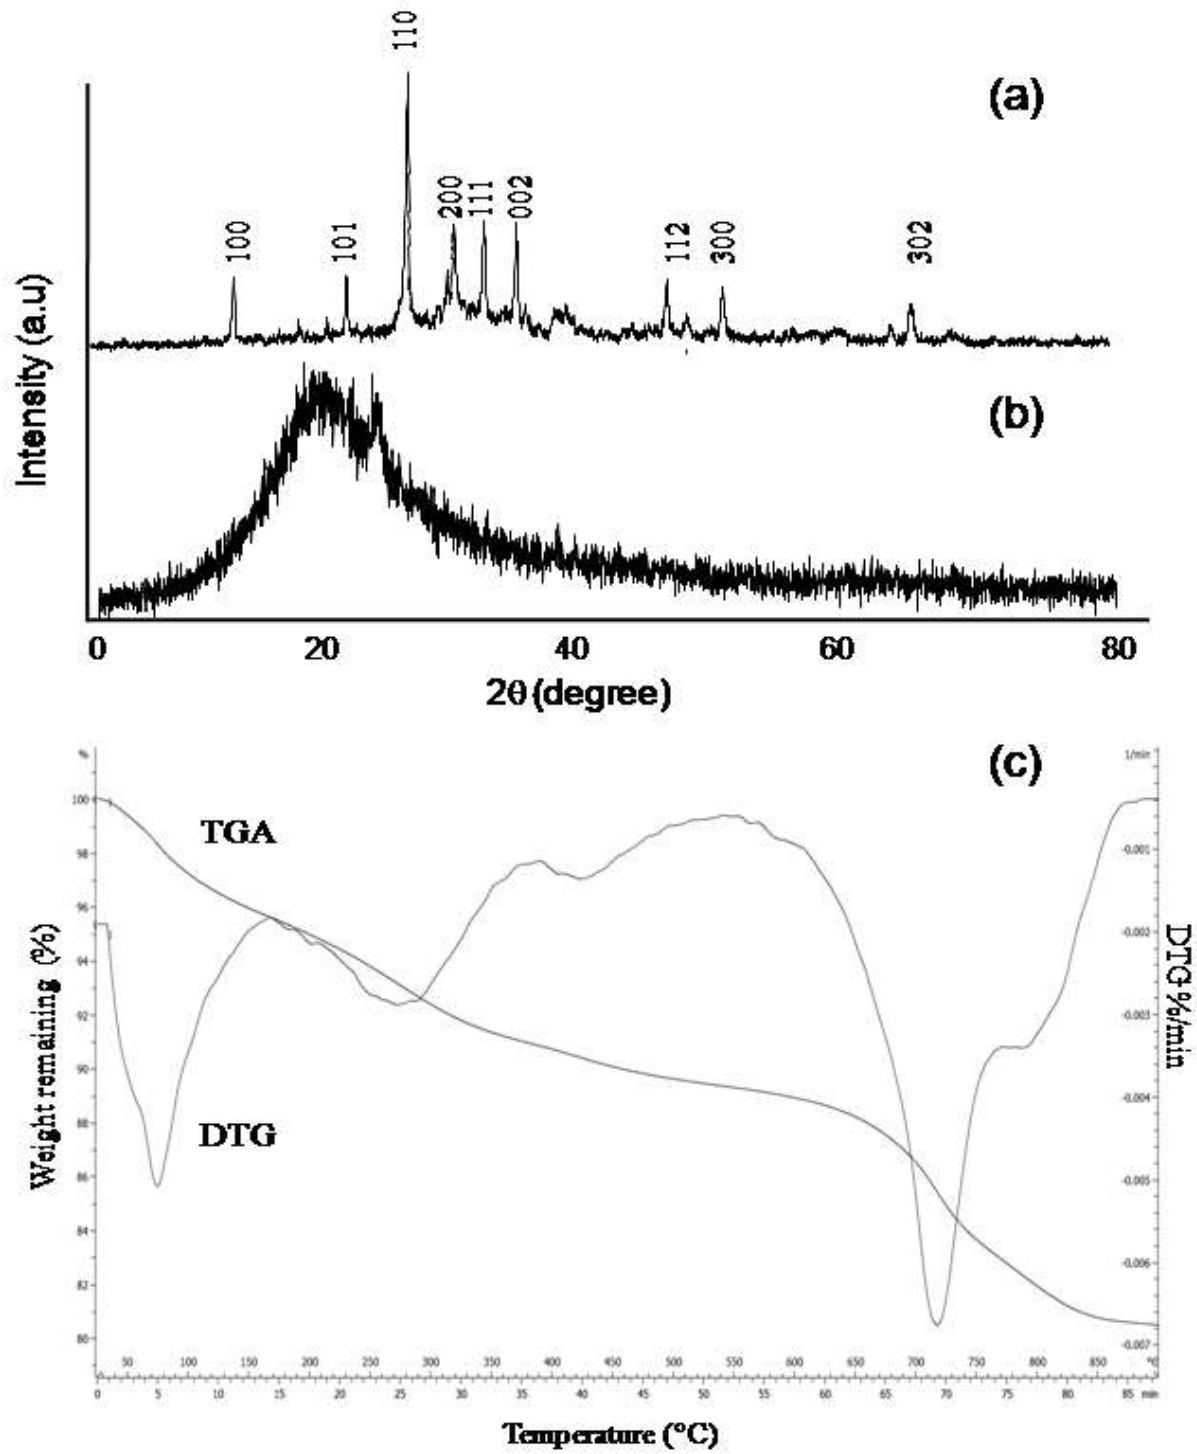 110
(a)
200
111
002
100
101
112
300
302
Intensity (a.u)
(b)
0 20 40 60 80
2θ (degree)
(c)
% 1/min
100
98
96
94
92
90
88
86
84
82
80
TGA
DTG
-0.001
-0.002
-0.003
-0.004
-0.005
-0.006
-0.007
Weight remaining (%)
DTG %/min
50 100 150 200 250 300 350 400 450 500 550 600 650 700 750 800 850 °C
0 5 10 15 20 25 30 35 40 45 50 55 60 65 70 75 80 85 min
Temperature (°C)